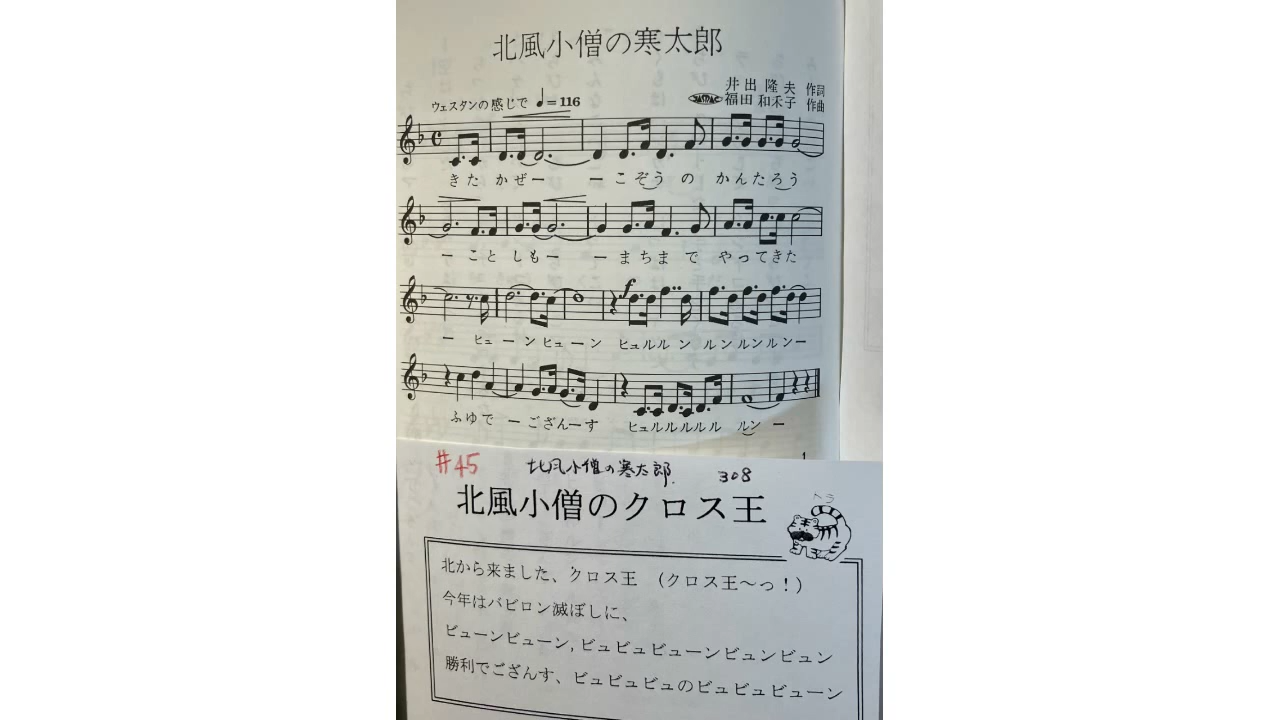 北風小僧の寒太郎
井出隆夫 作詞
ウェスタンの感じで ♩=116 JASRAC 福田和禾子 作曲
きた かぜー ーこぞう の かんたろう
ーこと しもー ーまちま で やってきた
f
ー ヒューンヒューン ヒュルルン ルンルンルンー
ふゆで ーござんーす ヒュルルルルル ルンー
1
#45 北風小僧の寒太郎. 308
北風小僧のクロス王
トラ
北から来ました、クロス王 (クロス王〜っ!)
今年はバビロン滅ぼしに、
ビューンビューン,ビュビュビューンビュンビュン
勝利でござんす、ビュビュビュのビュビュビューン